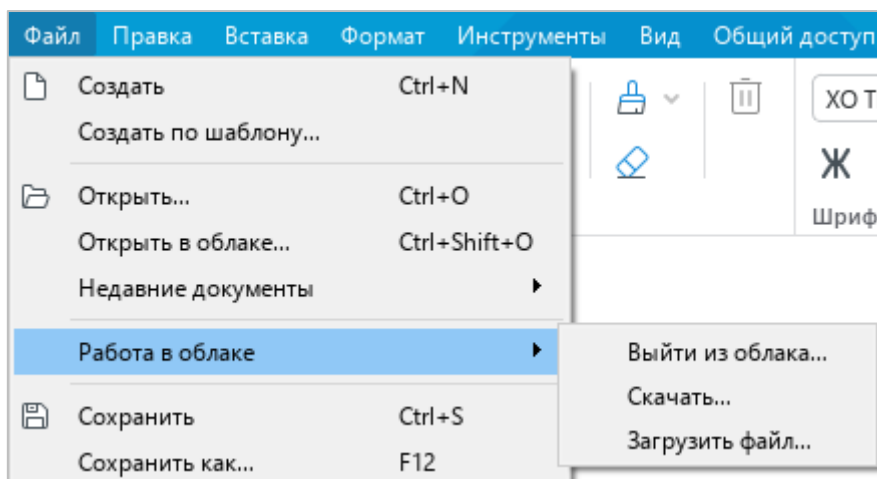 Файл Правка Вставка Формат Инструменты Вид Общий доступ
Создать Ctrl+N
Создать по шаблону...
Открыть... Ctrl+O
Открыть в облаке... Ctrl+Shift+O
Недавние документы
Работа в облаке
Сохранить Ctrl+S
Сохранить как... F12
Выйти из облака...
Скачать...
Загрузить файл...
XO T
Ж
Шриф